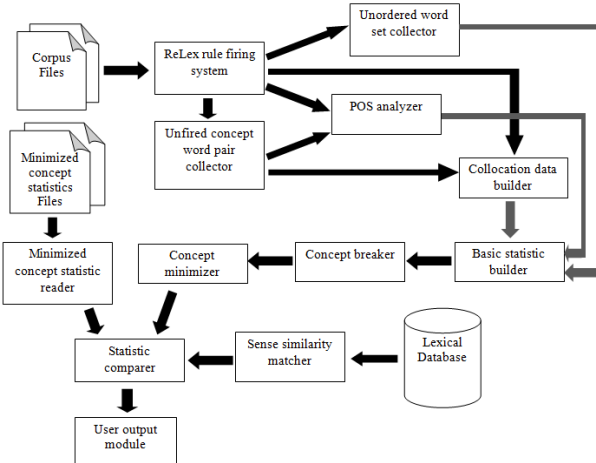 Unordered word
set collector
Corpus
Files
ReLex rule firing
system
POS analyzer
Unfired concept
word pair
collector
Minimized
concept
statistics
Files
Collocation data
builder
Minimized
concept statistic
reader
Concept
minimizer
Concept breaker
Basic statistic
builder
Statistic
comparer
Sense similarity
matcher
Lexical
Database
User output
module